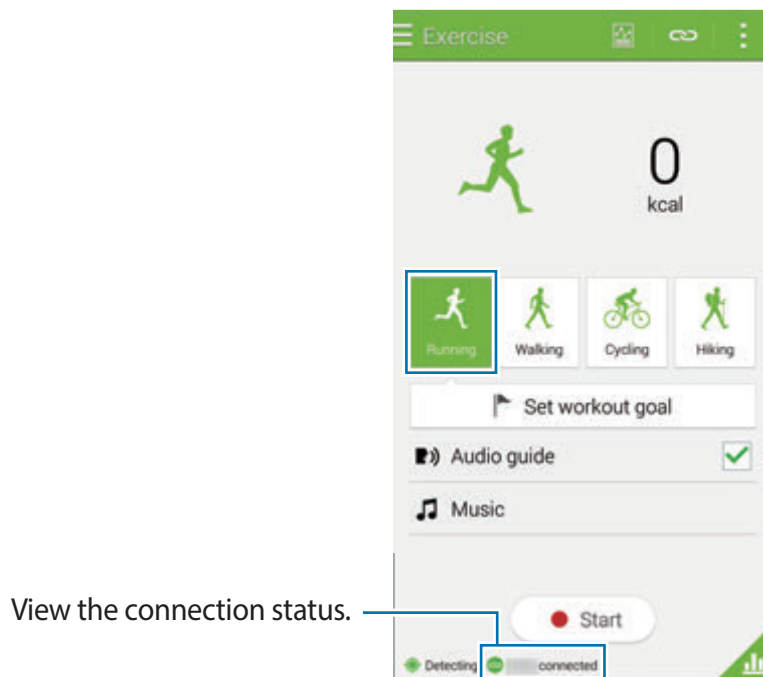 Exercise
0
kcal
Running
Walking
Cycling
Hiking
Set workout goal
Audio guide
Music
View the connection status.
Start
Detecting
connected